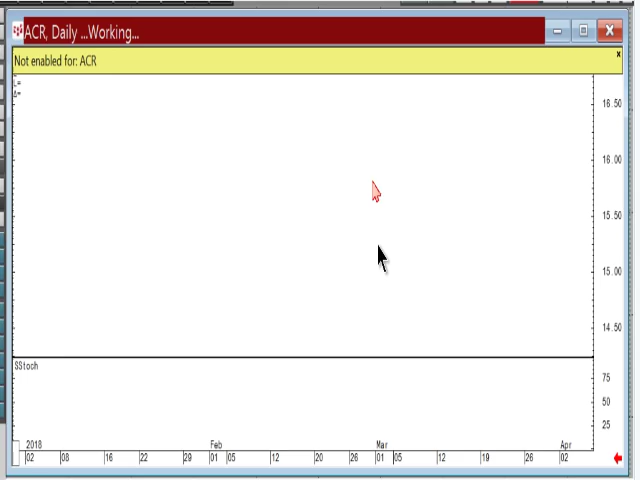 ACR, Daily ...Working...
Not enabled for: ACR
L=
Δ=
16.50
16.00
15.50
15.00
14.50
SStoch
75
50
25
2018 Feb Mar Apr
02 08 16 22 29 01 05 12 20 26 01 05 12 19 26 02